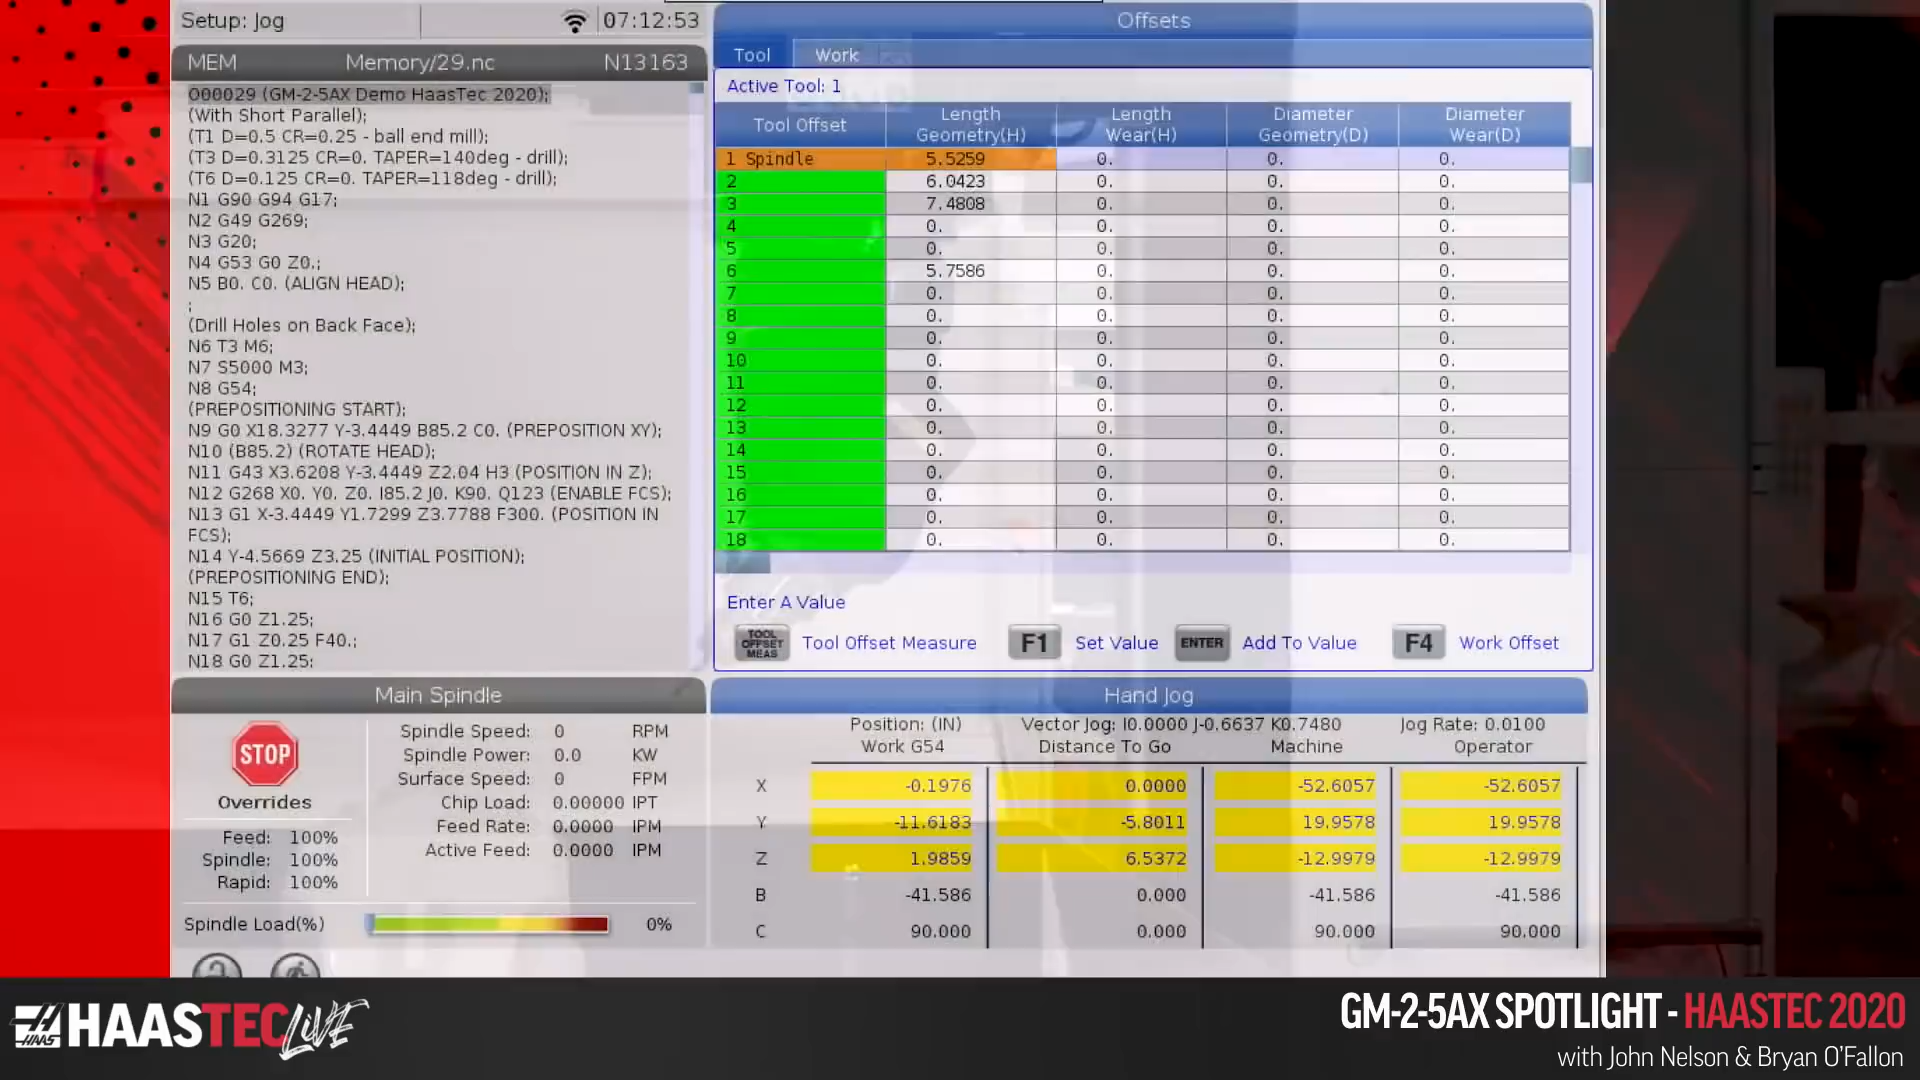 Setup: Jog
07:12:53
MEM Memory/29.nc N13163
O00029 (GM-2-5AX Demo HaasTec 2020);
(With Short Parallel);
(T1 D=0.5 CR=0.25 - ball end mill);
(T3 D=0.3125 CR=0. TAPER=140deg - drill);
(T6 D=0.125 CR=0. TAPER=118deg - drill);
N1 G90 G94 G17;
N2 G49 G269;
N3 G20;
N4 G53 G0 Z0.;
N5 B0. C0. (ALIGN HEAD);
;
(Drill Holes on Back Face);
N6 T3 M6;
N7 S5000 M3;
N8 G54;
(PREPOSITIONING START);
N9 G0 X18.3277 Y-3.4449 B85.2 C0. (PREPOSITION XY);
N10 (B85.2) (ROTATE HEAD);
N11 G43 X3.6208 Y-3.4449 Z2.04 H3 (POSITION IN Z);
N12 G268 X0. Y0. Z0. I85.2 J0. K90. Q123 (ENABLE FCS);
N13 G1 X-3.4449 Y1.7299 Z3.7788 F300. (POSITION IN
FCS);
N14 Y-4.5669 Z3.25 (INITIAL POSITION);
(PREPOSITIONING END);
N15 T6;
N16 G0 Z1.25;
N17 G1 Z0.25 F40.;
N18 G0 Z1.25;
Offsets
Tool Work
Active Tool: 1
Tool Offset Length Geometry(H) Length Wear(H) Diameter Geometry(D) Diameter Wear(D)
1 Spindle 5.5259 0. 0. 0.
2 6.0423 0. 0. 0.
3 7.4808 0. 0. 0.
4 0. 0. 0. 0.
5 0. 0. 0. 0.
6 5.7586 0. 0. 0.
7 0. 0. 0. 0.
8 0. 0. 0. 0.
9 0. 0. 0. 0.
10 0. 0. 0. 0.
11 0. 0. 0. 0.
12 0. 0. 0. 0.
13 0. 0. 0. 0.
14 0. 0. 0. 0.
15 0. 0. 0. 0.
16 0. 0. 0. 0.
17 0. 0. 0. 0.
18 0. 0. 0. 0.
Enter A Value
TOOL OFFSET MEAS Tool Offset Measure F1 Set Value ENTER Add To Value F4 Work Offset
Main Spindle
STOP
Overrides
Feed: 100%
Spindle: 100%
Rapid: 100%
Spindle Speed: 0 RPM
Spindle Power: 0.0 KW
Surface Speed: 0 FPM
Chip Load: 0.00000 IPT
Feed Rate: 0.0000 IPM
Active Feed: 0.0000 IPM
Spindle Load(%) 0%
Hand Jog
Position: (IN) Vector Jog: I0.0000 J-0.6637 K0.7480 Jog Rate: 0.0100
Work G54 Distance To Go Machine Operator
X -0.1976 0.0000 -52.6057 -52.6057
Y -11.6183 -5.8011 19.9578 19.9578
Z 1.9859 6.5372 -12.9979 -12.9979
B -41.586 0.000 -41.586 -41.586
C 90.000 0.000 90.000 90.000
HAAS HAASTEC LIVE
GM-2-5AX SPOTLIGHT - HAASTEC 2020
with John Nelson & Bryan O'Fallon